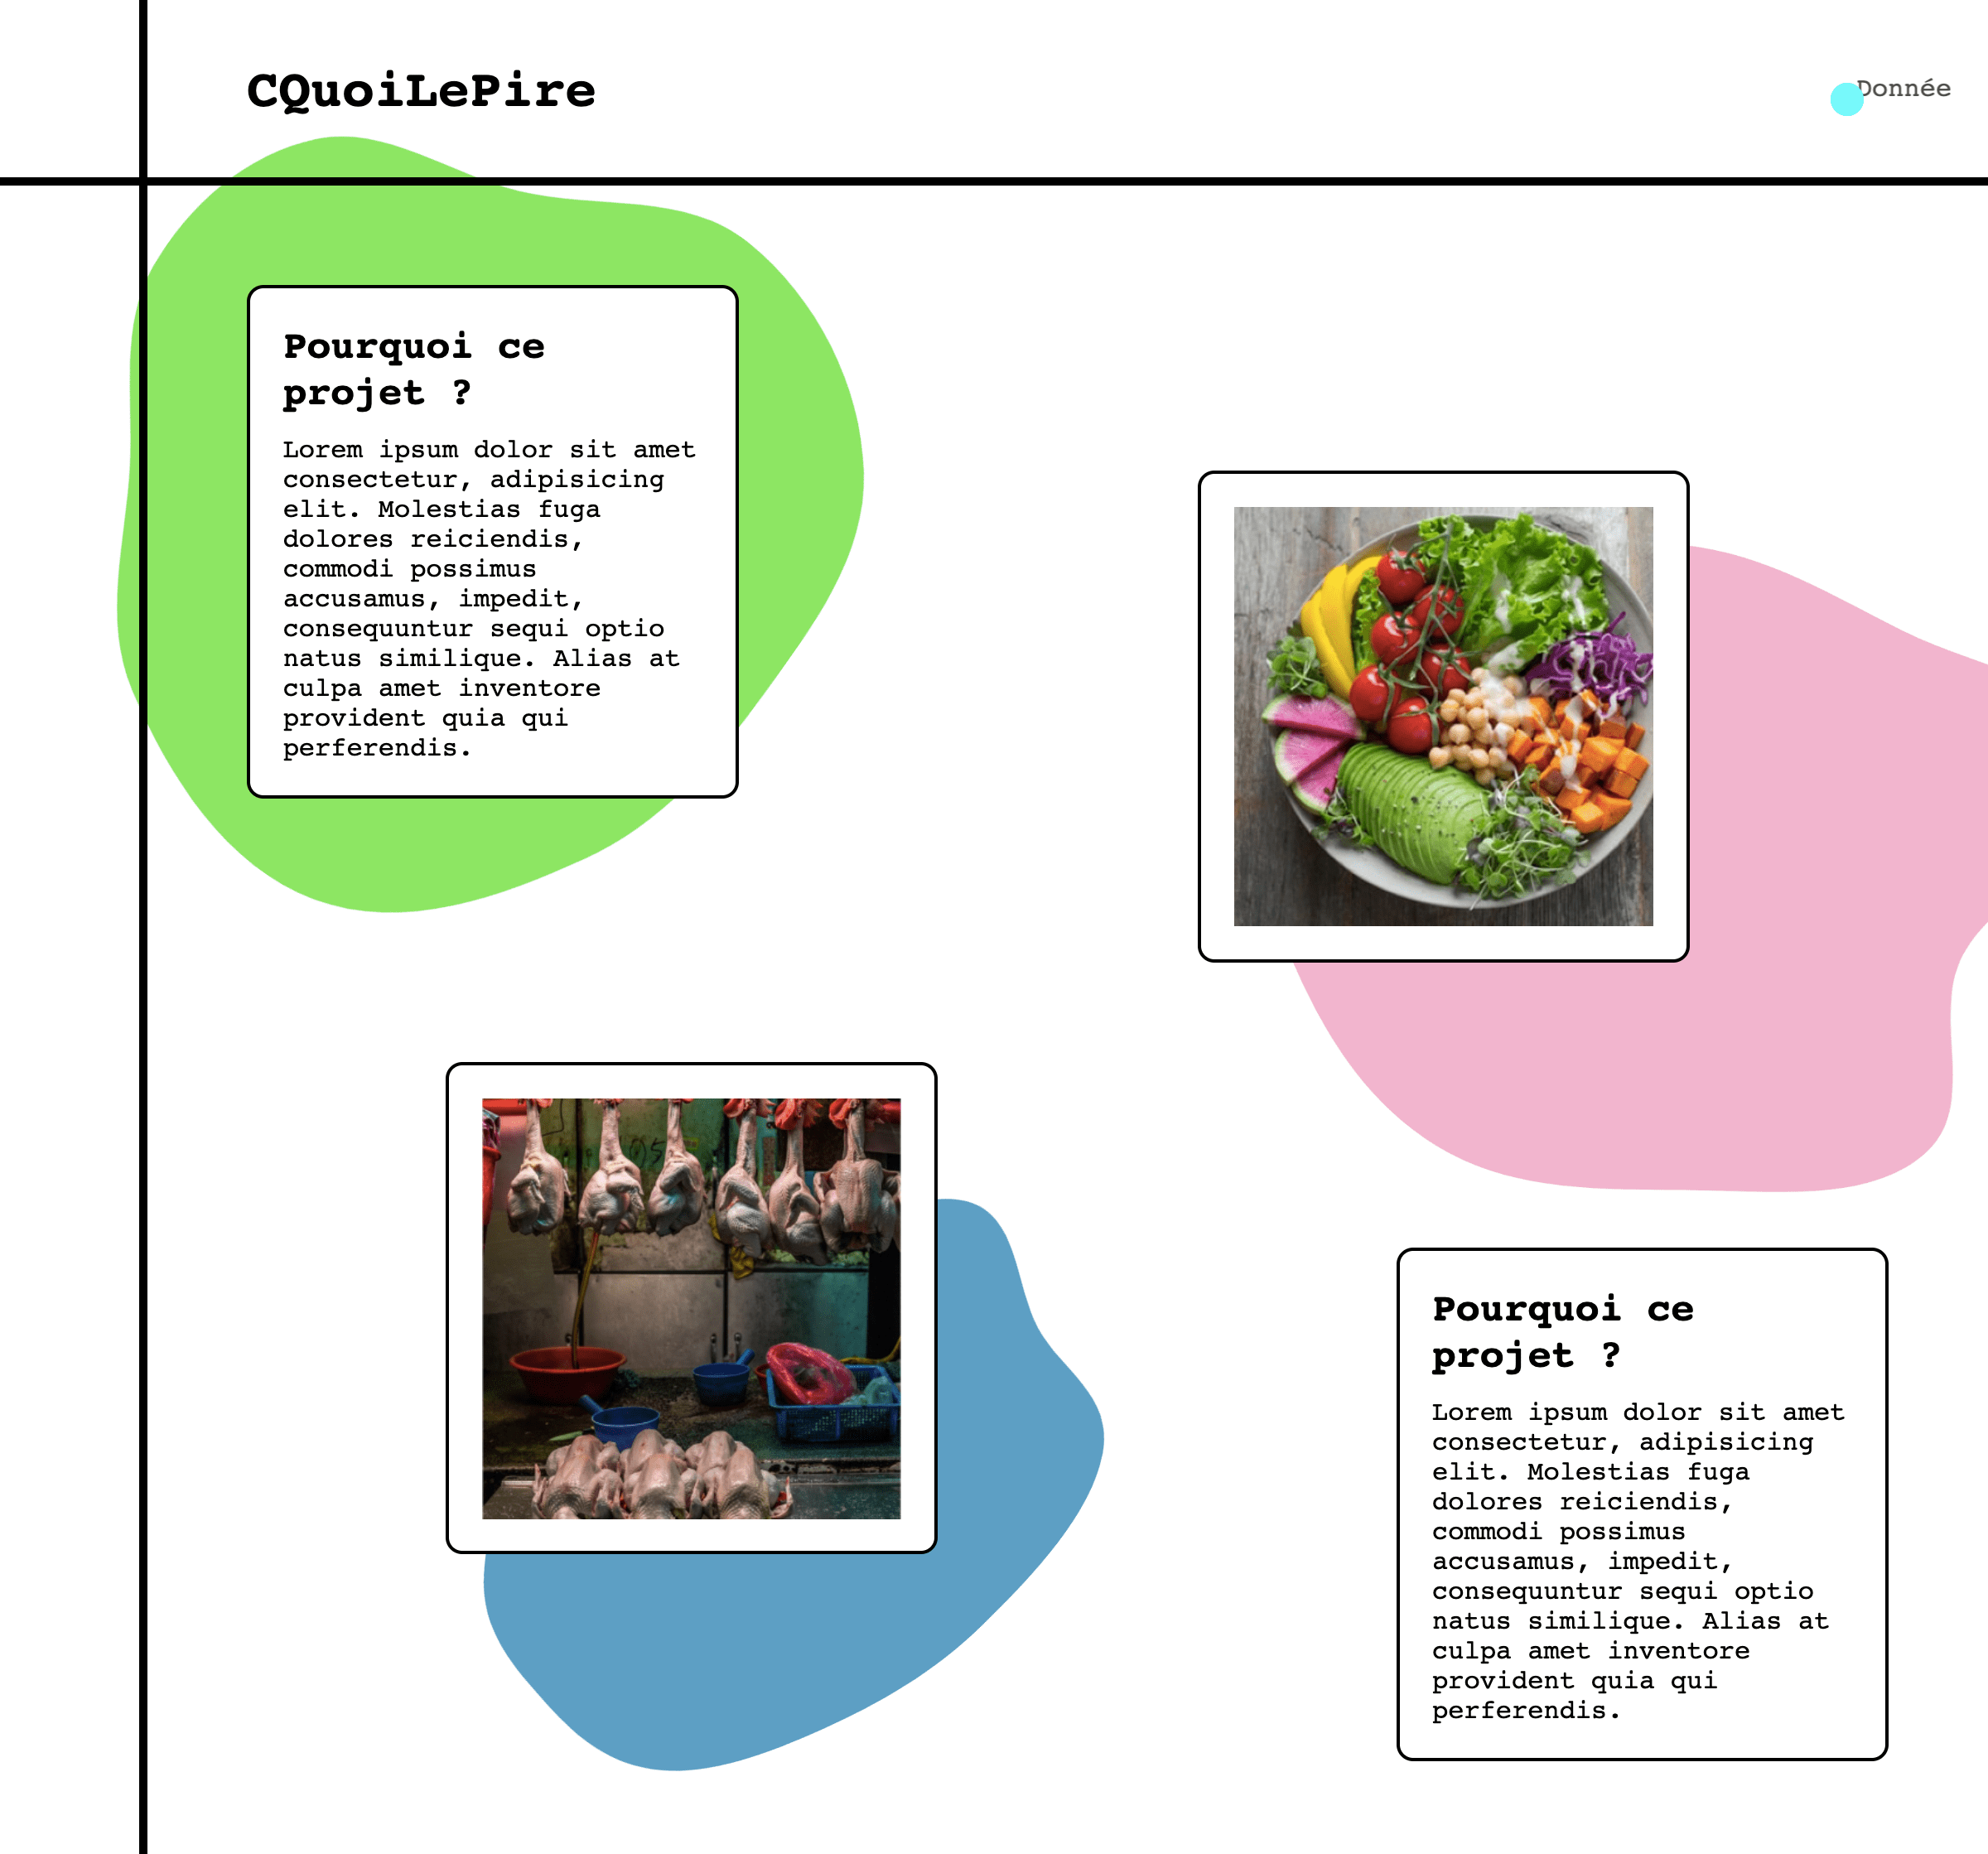 CQuoiLePire
Donnée
Pourquoi ce
projet ?
Lorem ipsum dolor sit amet
consectetur, adipisicing
elit. Molestias fuga
dolores reiciendis,
commodi possimus
accusamus, impedit,
consequuntur sequi optio
natus similique. Alias at
culpa amet inventore
provident quia qui
perferendis.
Pourquoi ce
projet ?
Lorem ipsum dolor sit amet
consectetur, adipisicing
elit. Molestias fuga
dolores reiciendis,
commodi possimus
accusamus, impedit,
consequuntur sequi optio
natus similique. Alias at
culpa amet inventore
provident quia qui
perferendis.